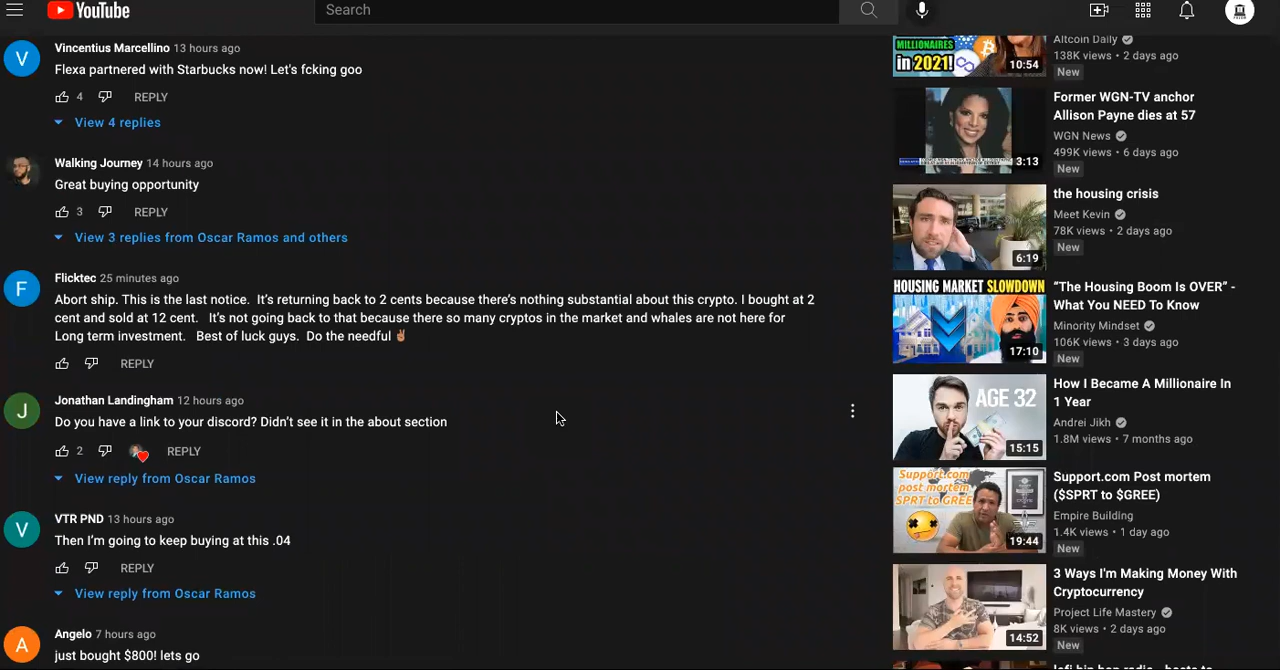 YouTube
Search
V
Vincentius Marcellino 13 hours ago
Flexa partnered with Starbucks now! Let's fcking goo
4 REPLY
View 4 replies
Walking Journey 14 hours ago
Great buying opportunity
3 REPLY
View 3 replies from Oscar Ramos and others
F
Flicktec 25 minutes ago
Abort ship. This is the last notice. It's returning back to 2 cents because there's nothing substantial about this crypto. I bought at 2
cent and sold at 12 cent. It's not going back to that because there so many cryptos in the market and whales are not here for
Long term investment. Best of luck guys. Do the needful ✌🏽
REPLY
J
Jonathan Landingham 12 hours ago
Do you have a link to your discord? Didn't see it in the about section
2 REPLY
View reply from Oscar Ramos
V
VTR PND 13 hours ago
Then I'm going to keep buying at this .04
REPLY
View reply from Oscar Ramos
A
Angelo 7 hours ago
just bought $800! lets go
MILLIONAIRES
in 2021!
10:54
Altcoin Daily
138K views • 2 days ago
New
3:13
Former WGN-TV anchor
Allison Payne dies at 57
WGN News
499K views • 6 days ago
New
6:19
the housing crisis
Meet Kevin
78K views • 2 days ago
New
THE HOUSING MARKET SLOWDOWN
17:10
"The Housing Boom Is OVER" -
What You NEED To Know
Minority Mindset
106K views • 3 days ago
New
AGE 32
15:15
How I Became A Millionaire In
1 Year
Andrei Jikh
1.8M views • 7 months ago
Support.com
post mortem
SPRT to GREE
19:44
Support.com Post mortem
($SPRT to $GREE)
Empire Building
1.4K views • 1 day ago
New
14:52
3 Ways I'm Making Money With
Cryptocurrency
Project Life Mastery
8K views • 2 days ago
New